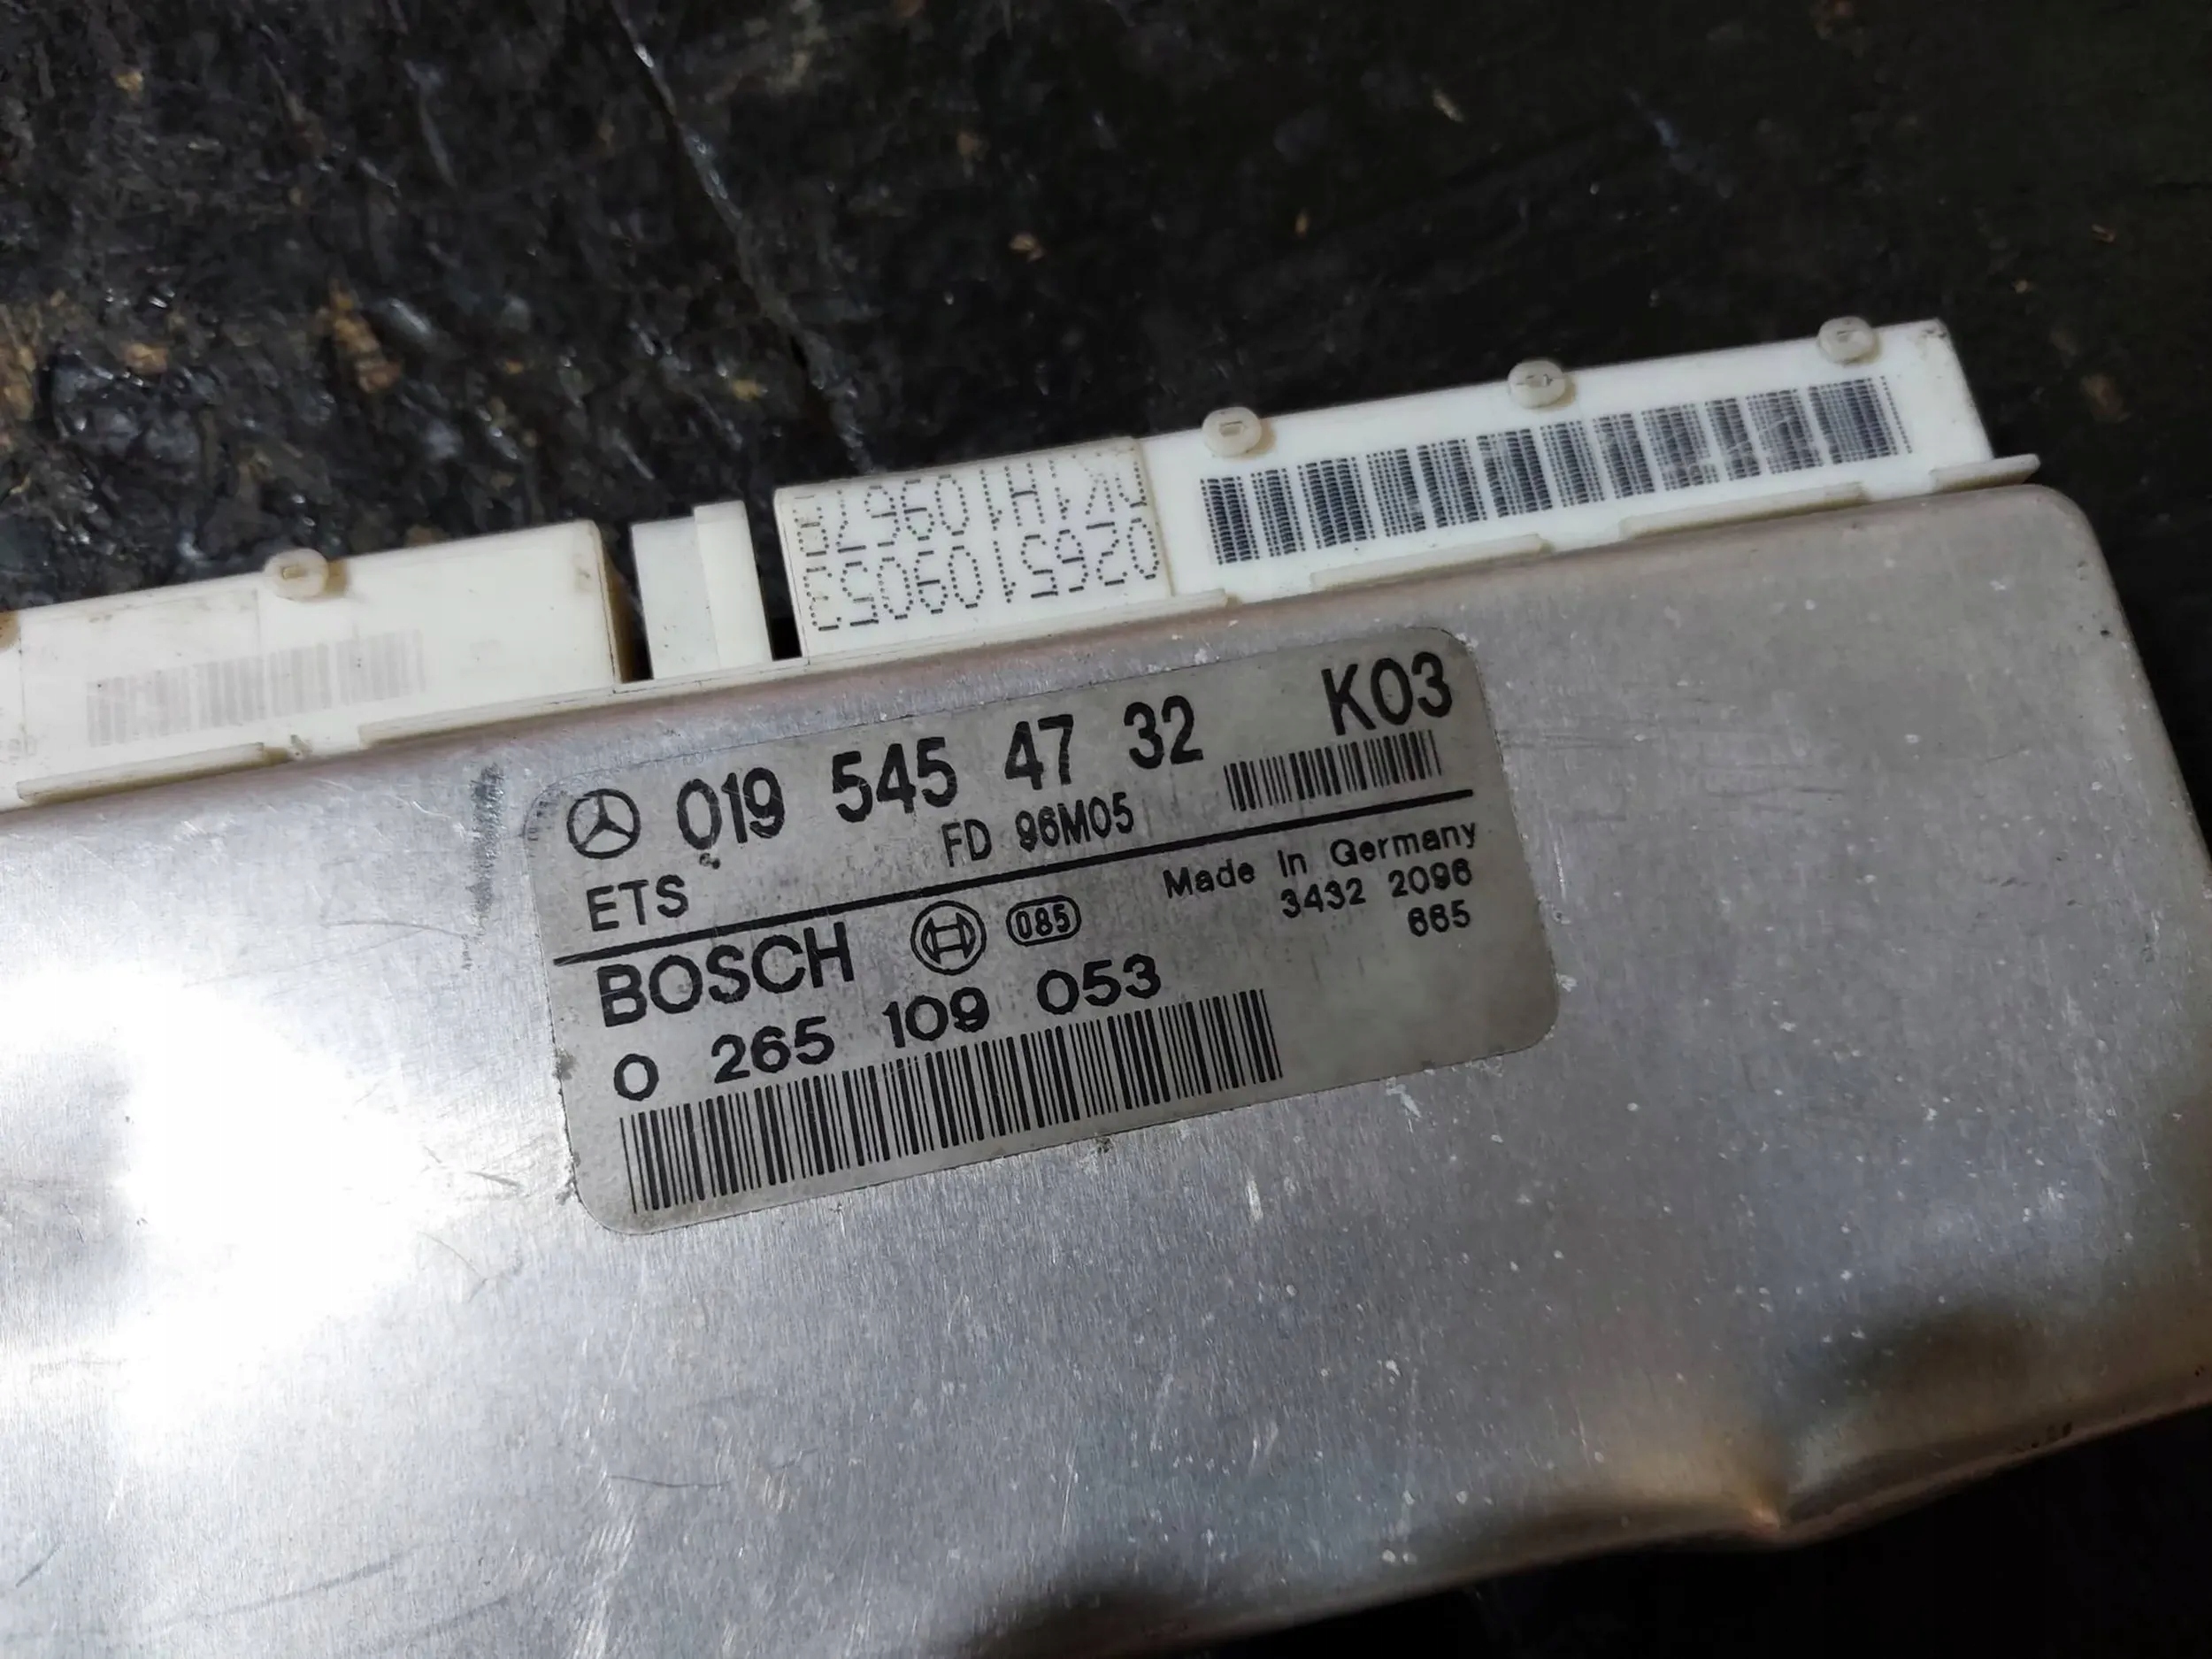 0265109053
019 545 47 32 K03
FD 96M05
ETS
BOSCH 085 Made in Germany
3432 2096
665
0 265 109 053